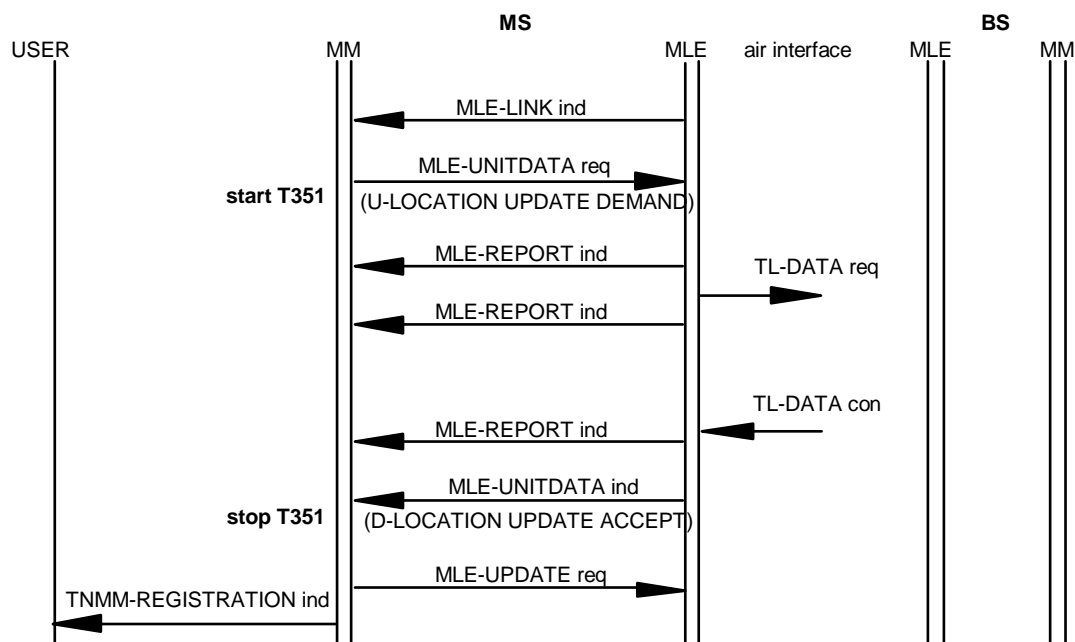 MS BS
USER MM MLE air interface MLE MM
MLE-LINK ind
MLE-UNITDATA req
start T351 (U-LOCATION UPDATE DEMAND)
MLE-REPORT ind
TL-DATA req
MLE-REPORT ind
TL-DATA con
MLE-REPORT ind
MLE-UNITDATA ind
stop T351 (D-LOCATION UPDATE ACCEPT)
MLE-UPDATE req
TNMM-REGISTRATION ind